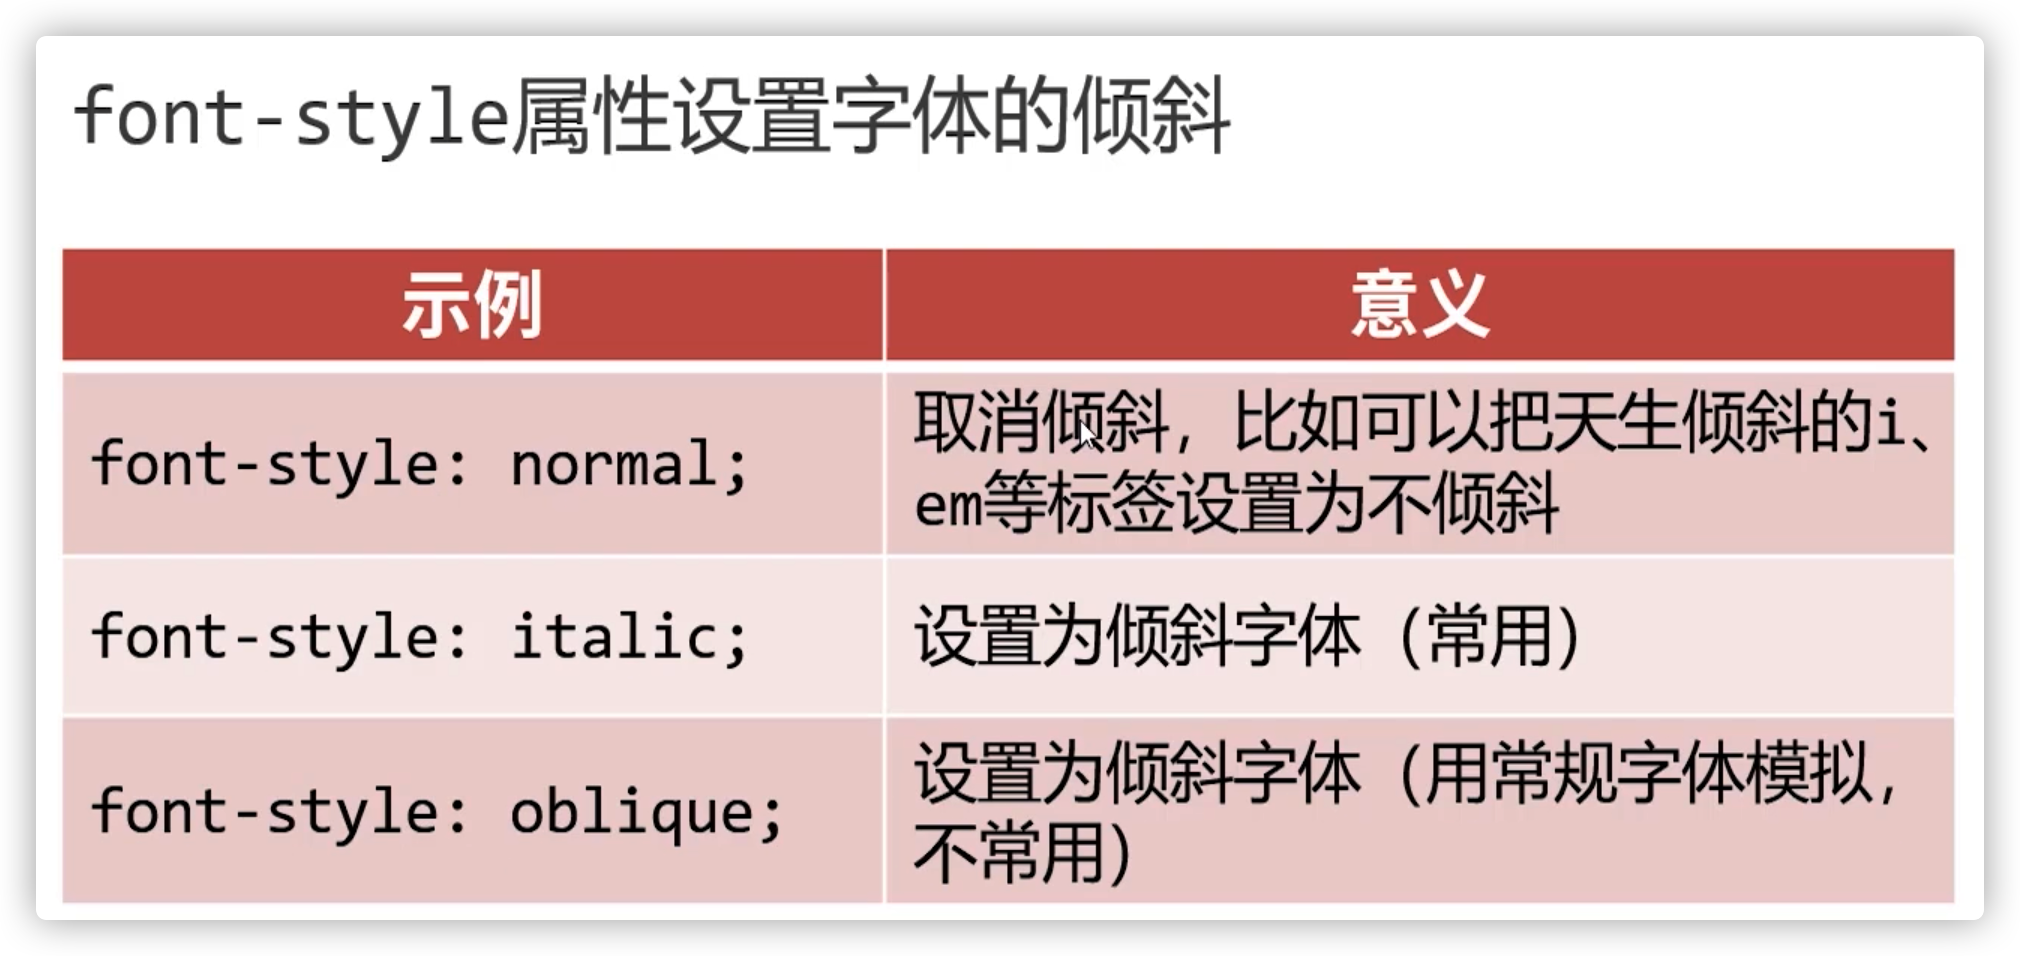 font-style属性设置字体的倾斜
示例
意义
font-style: normal;
取消倾斜，比如可以把天生倾斜的i、
em等标签设置为不倾斜
font-style: italic;
设置为倾斜字体（常用）
font-style: oblique;
设置为倾斜字体（用常规字体模拟，
不常用）